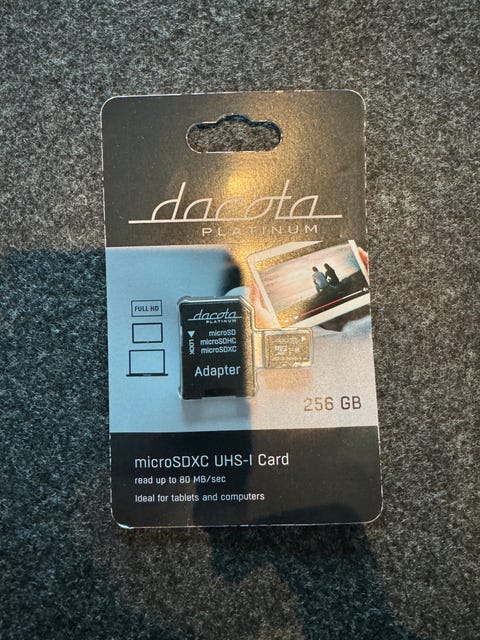 dacota
PLATINUM
FULL HD
dacota
PLATINUM
microSD
microSDHC
microSDXC
LOCK
Adapter
256 GB
microSDXC UHS-I Card
read up to 80 MB/sec
Ideal for tablets and computers